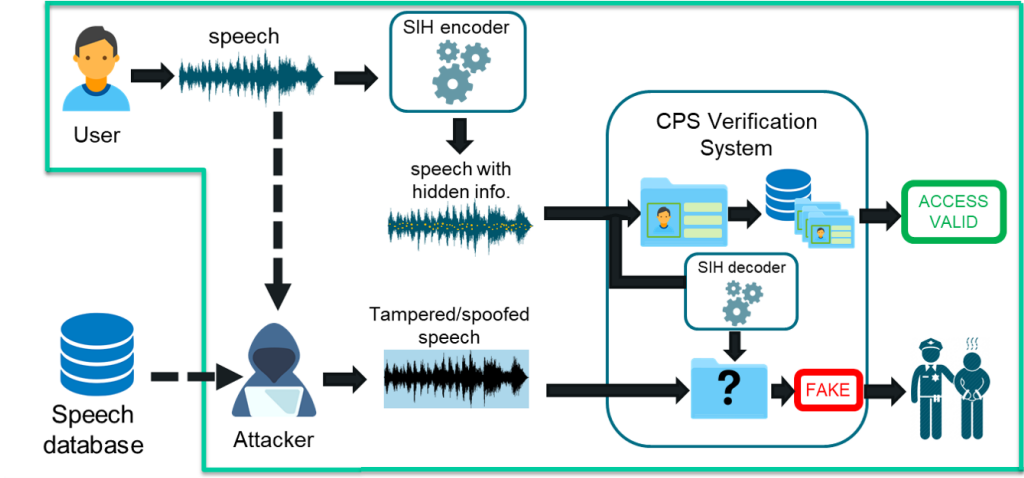 speech
SIH encoder
User
speech with
hidden info.
CPS Verification
System
ACCESS
VALID
SIH decoder
Tampered/spoofed
speech
?
FAKE
Speech
database
Attacker